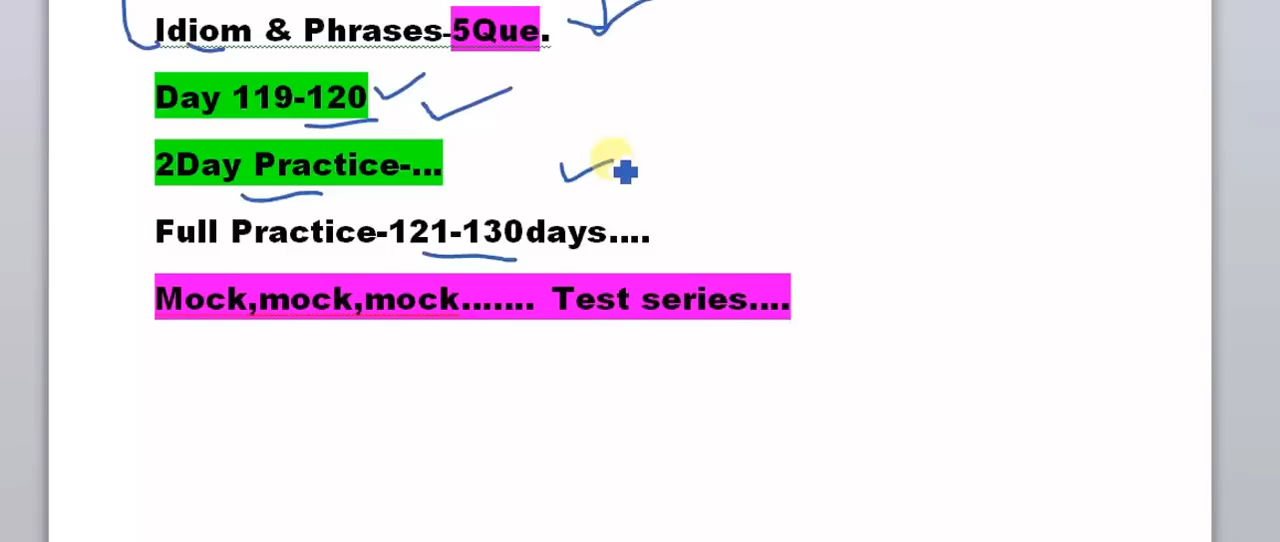 Idiom & Phrases-5Que.
Day 119-120
2Day Practice-...
Full Practice-121-130days....
Mock,mock,mock....... Test series....